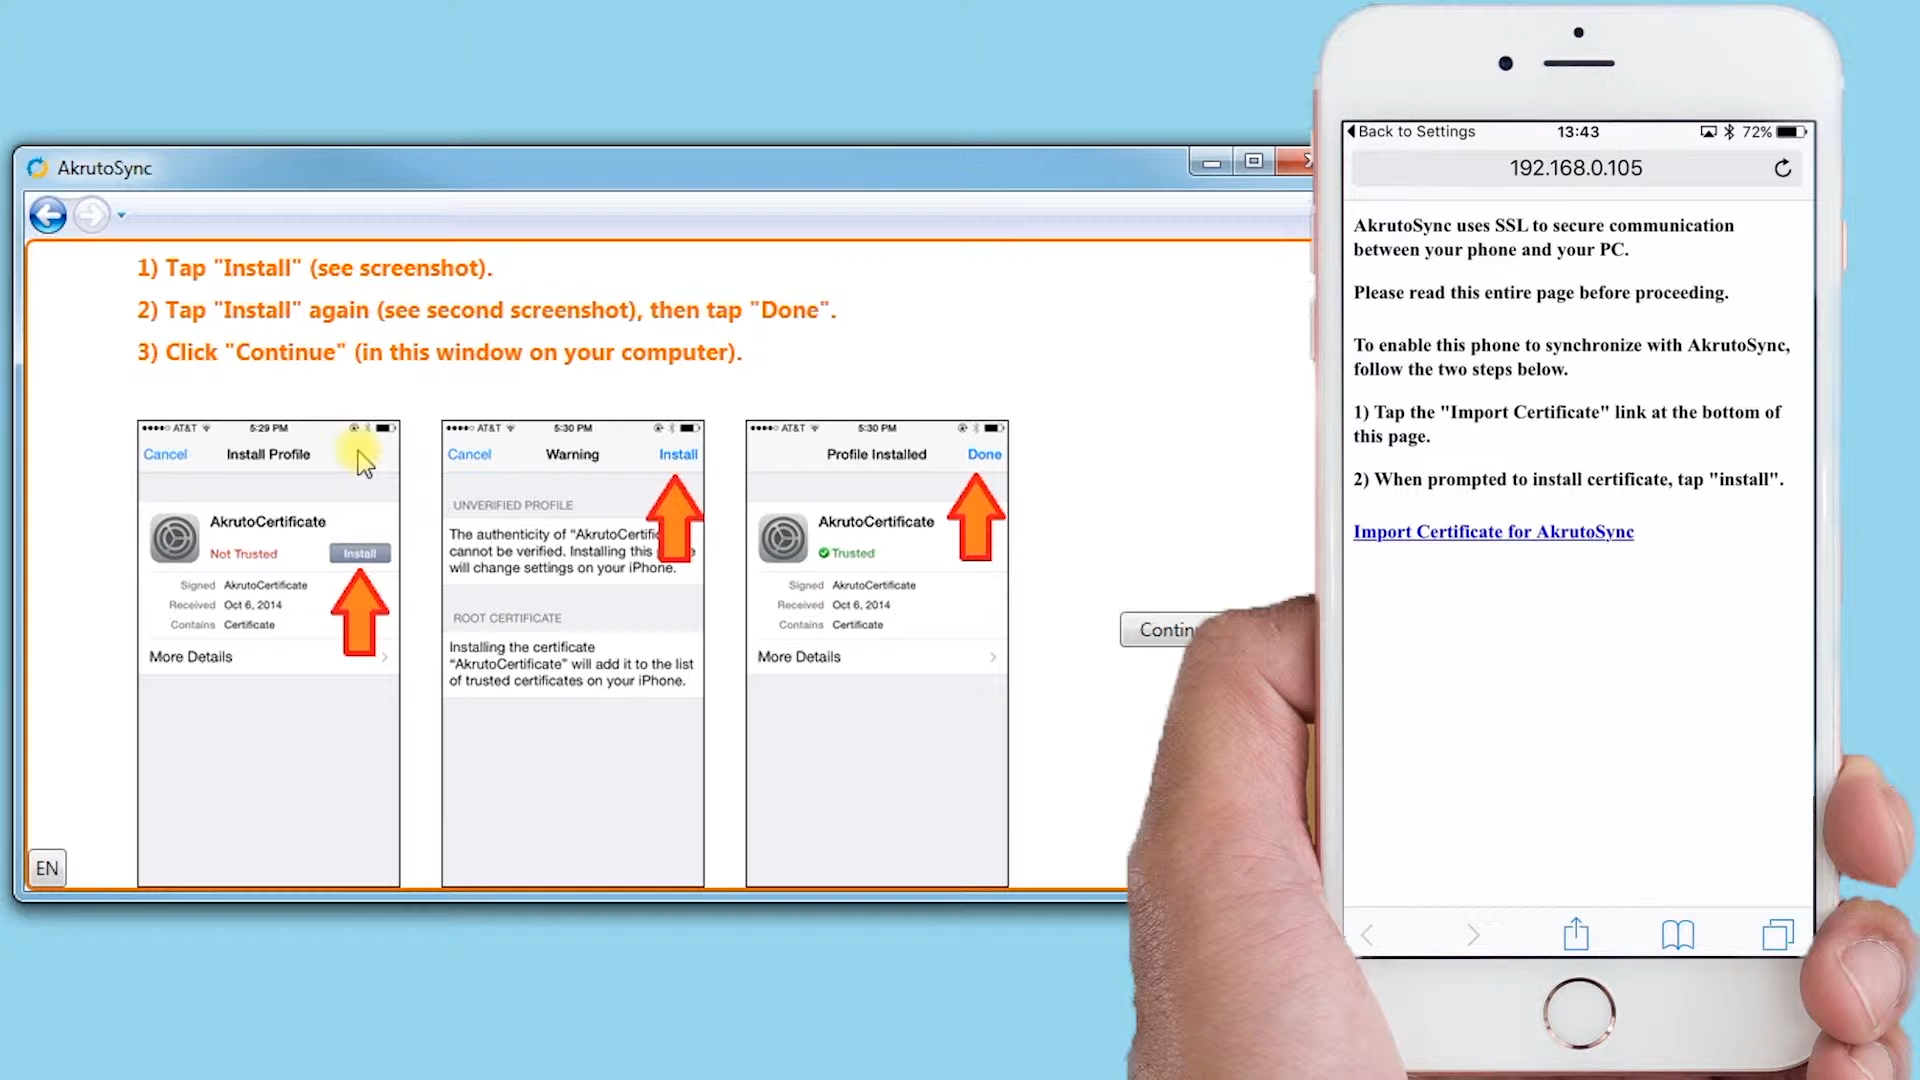 AkrutoSync
1) Tap "Install" (see screenshot).
2) Tap "Install" again (see second screenshot), then tap "Done".
3) Click "Continue" (in this window on your computer).
AT&T
5:29 PM
Cancel
Install Profile
AkrutoCertificate
Not Trusted
Install
Signed AkrutoCertificate
Received Oct 6, 2014
Contains Certificate
More Details
AT&T
5:30 PM
Cancel
Warning
Install
UNVERIFIED PROFILE
The authenticity of “AkrutoCertific
cannot be verified. Installing this
will change settings on your iPhone.
ROOT CERTIFICATE
Installing the certificate
“AkrutoCertificate” will add it to the list
of trusted certificates on your iPhone.
AT&T
5:30 PM
Profile Installed
Done
AkrutoCertificate
Trusted
Signed AkrutoCertificate
Received Oct 6, 2014
Contains Certificate
More Details
Contin
EN
Back to Settings
13:43
72%
192.168.0.105
AkrutoSync uses SSL to secure communication
between your phone and your PC.
Please read this entire page before proceeding.
To enable this phone to synchronize with AkrutoSync,
follow the two steps below.
1) Tap the "Import Certificate" link at the bottom of
this page.
2) When prompted to install certificate, tap "install".
Import Certificate for AkrutoSync